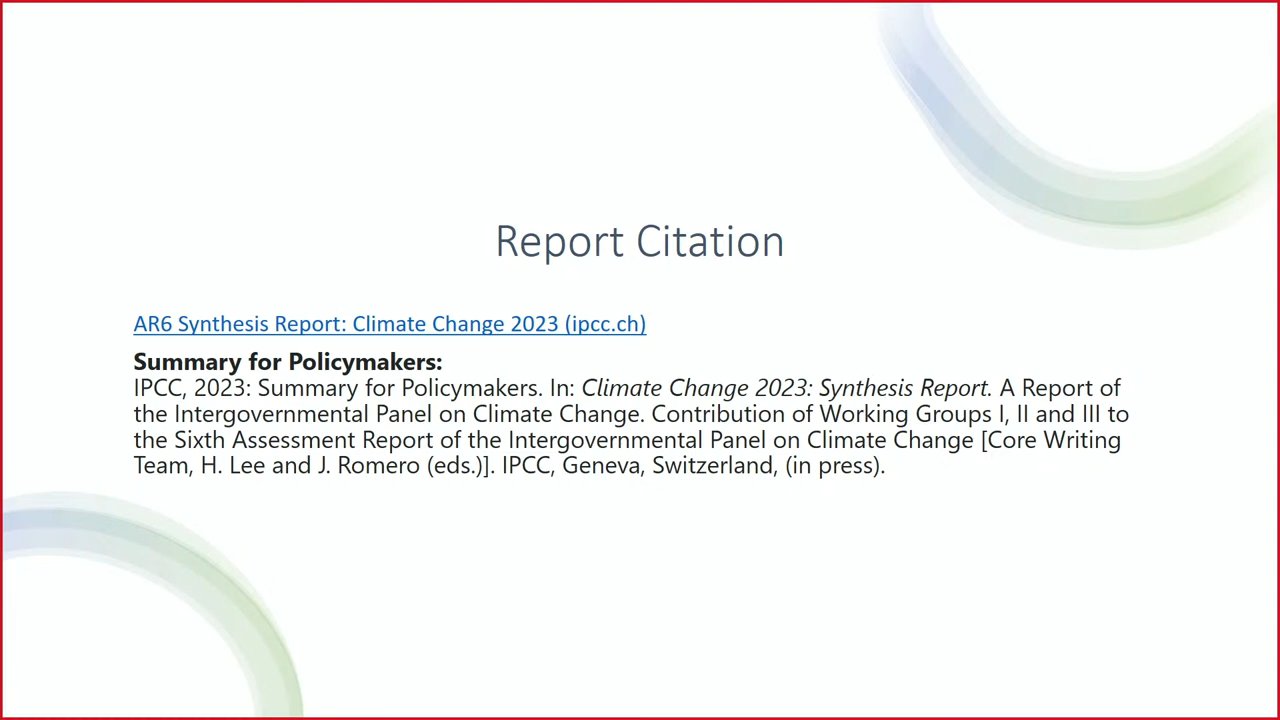 Report Citation
AR6 Synthesis Report: Climate Change 2023 (ipcc.ch)
Summary for Policymakers:
IPCC, 2023: Summary for Policymakers. In: Climate Change 2023: Synthesis Report. A Report of
the Intergovernmental Panel on Climate Change. Contribution of Working Groups I, II and III to
the Sixth Assessment Report of the Intergovernmental Panel on Climate Change [Core Writing
Team, H. Lee and J. Romero (eds.)]. IPCC, Geneva, Switzerland, (in press).